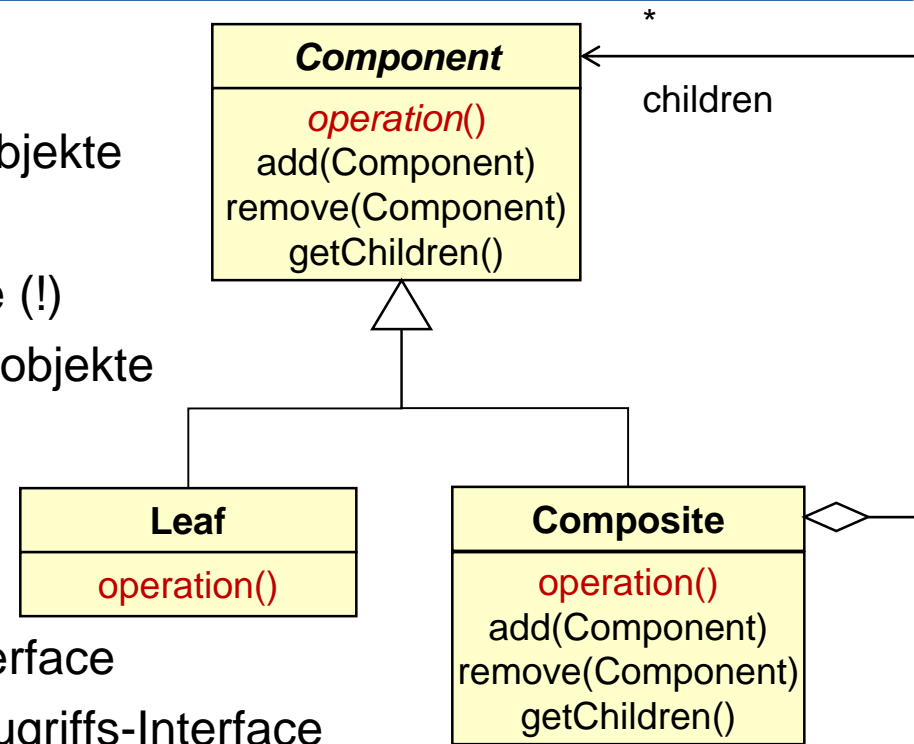 *
Component
children
operation()
add(Component)
remove(Component)
getChildren()
bjekte
e (!)
objekte
Leaf
operation()
Composite
operation()
add(Component)
remove(Component)
getChildren()
erface
ugriffs-Interface